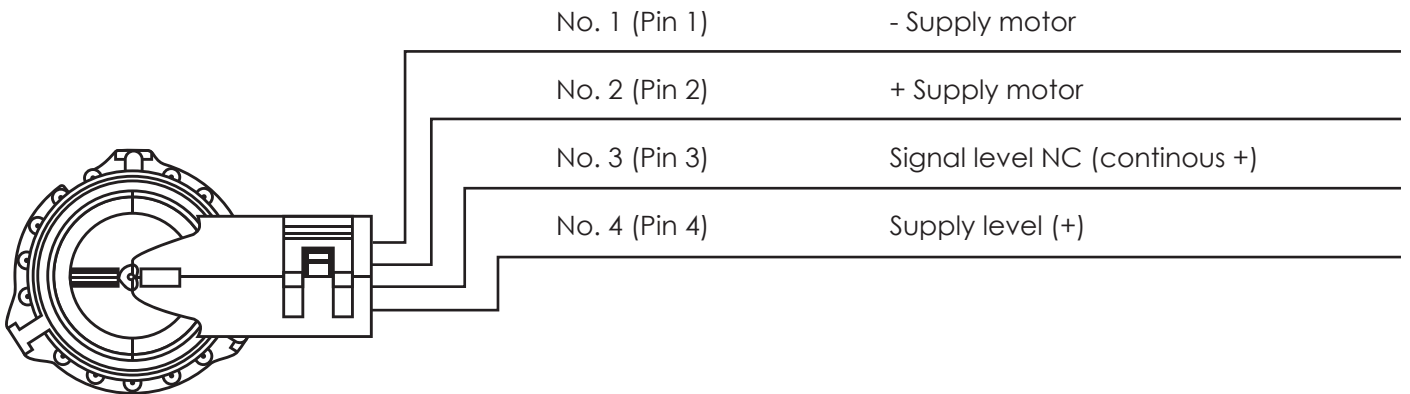 No. 1 (Pin 1) - Supply motor
No. 2 (Pin 2) + Supply motor
No. 3 (Pin 3) Signal level NC (continous +)
No. 4 (Pin 4) Supply level (+)